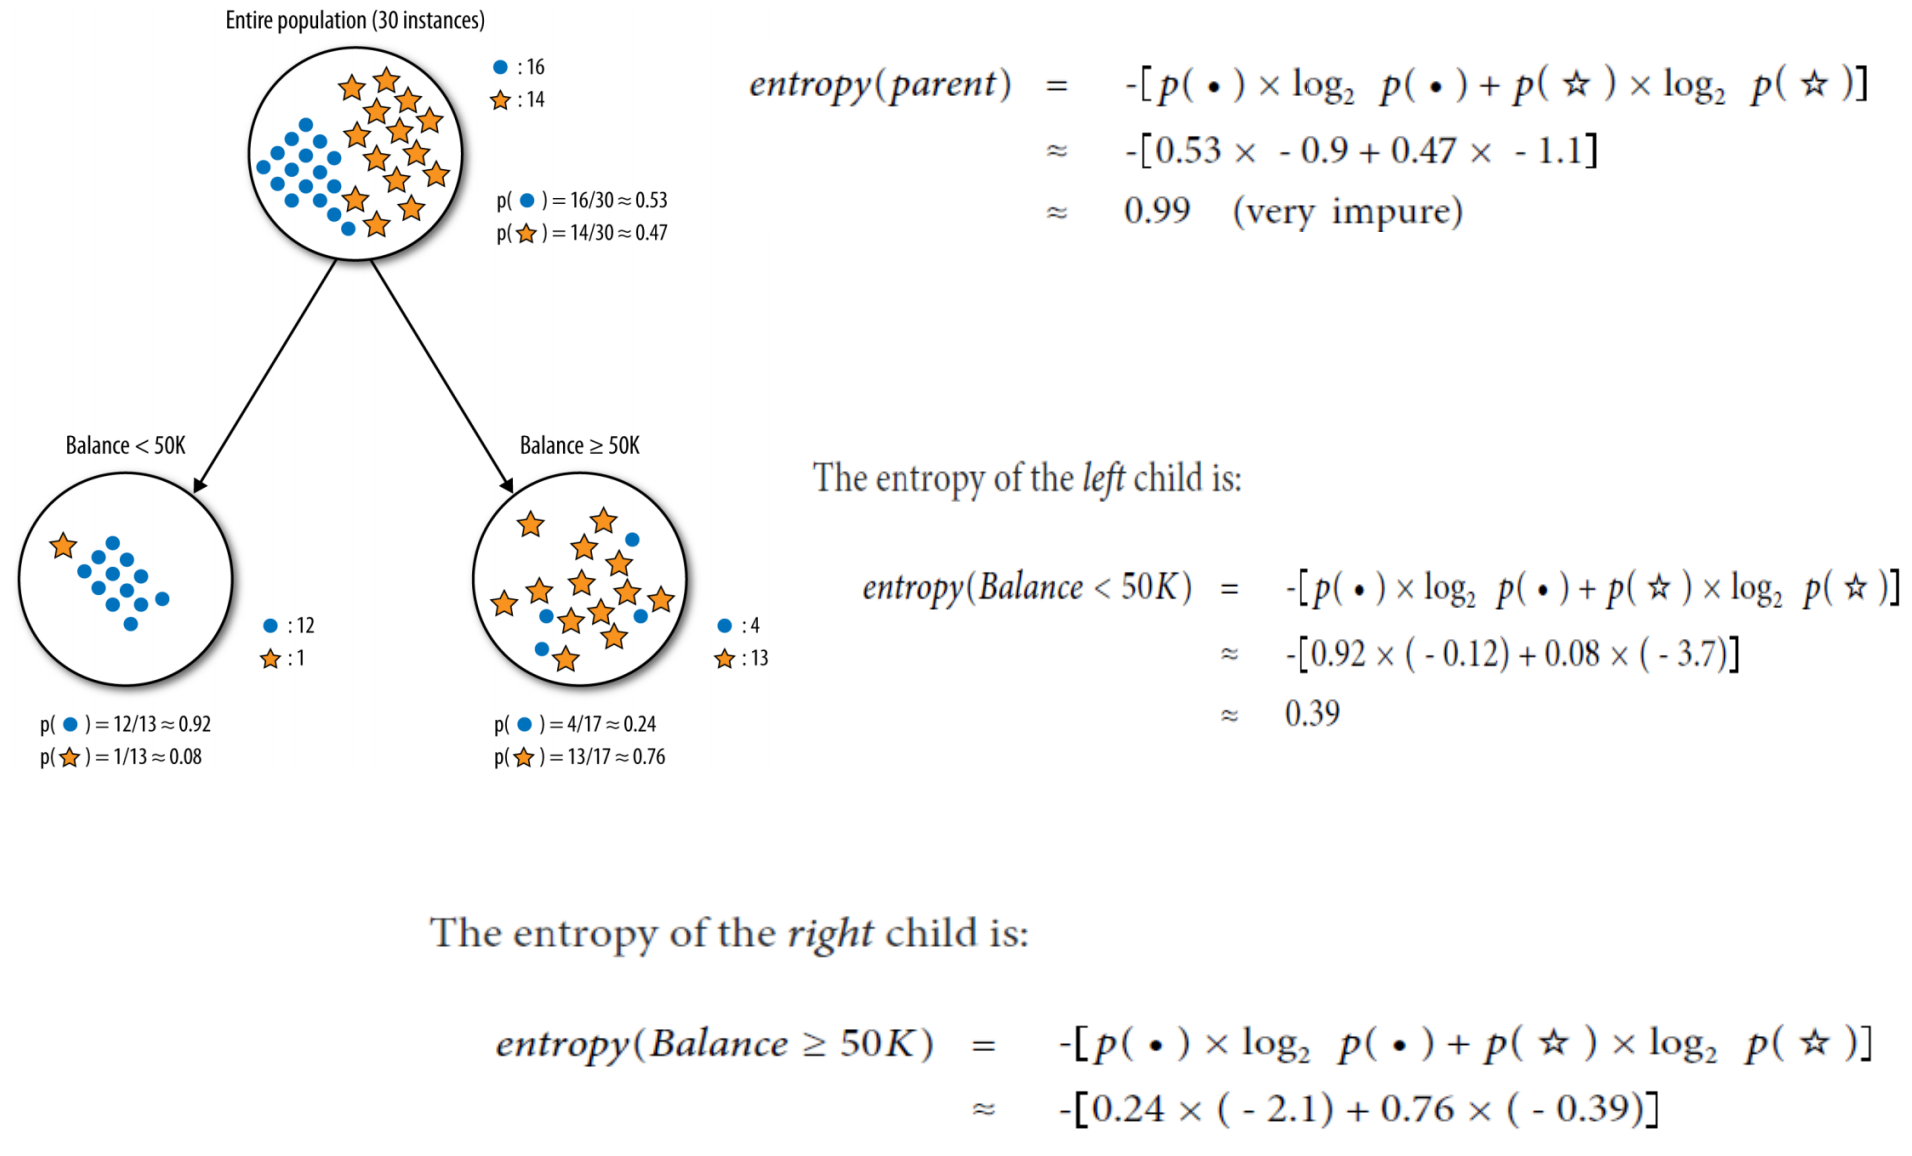 Entire population (30 instances)
● : 16
☆ : 14
p( ● ) = 16/30 ≈ 0.53
p( ☆ ) = 14/30 ≈ 0.47
entropy(parent) = -[p( • ) × log₂ p( • ) + p( ☆ ) × log₂ p( ☆ )]
≈ -[0.53 × - 0.9 + 0.47 × - 1.1]
≈ 0.99 (very impure)
Balance < 50K
Balance ≥ 50K
● : 12
☆ : 1
p( ● ) = 12/13 ≈ 0.92
p( ☆ ) = 1/13 ≈ 0.08
● : 4
☆ : 13
p( ● ) = 4/17 ≈ 0.24
p( ☆ ) = 13/17 ≈ 0.76
The entropy of the left child is:
entropy(Balance < 50K) = -[p( • ) × log₂ p( • ) + p( ☆ ) × log₂ p( ☆ )]
≈ -[0.92 × ( - 0.12) + 0.08 × ( - 3.7)]
≈ 0.39
The entropy of the right child is:
entropy(Balance ≥ 50K) = -[p( • ) × log₂ p( • ) + p( ☆ ) × log₂ p( ☆ )]
≈ -[0.24 × ( - 2.1) + 0.76 × ( - 0.39)]